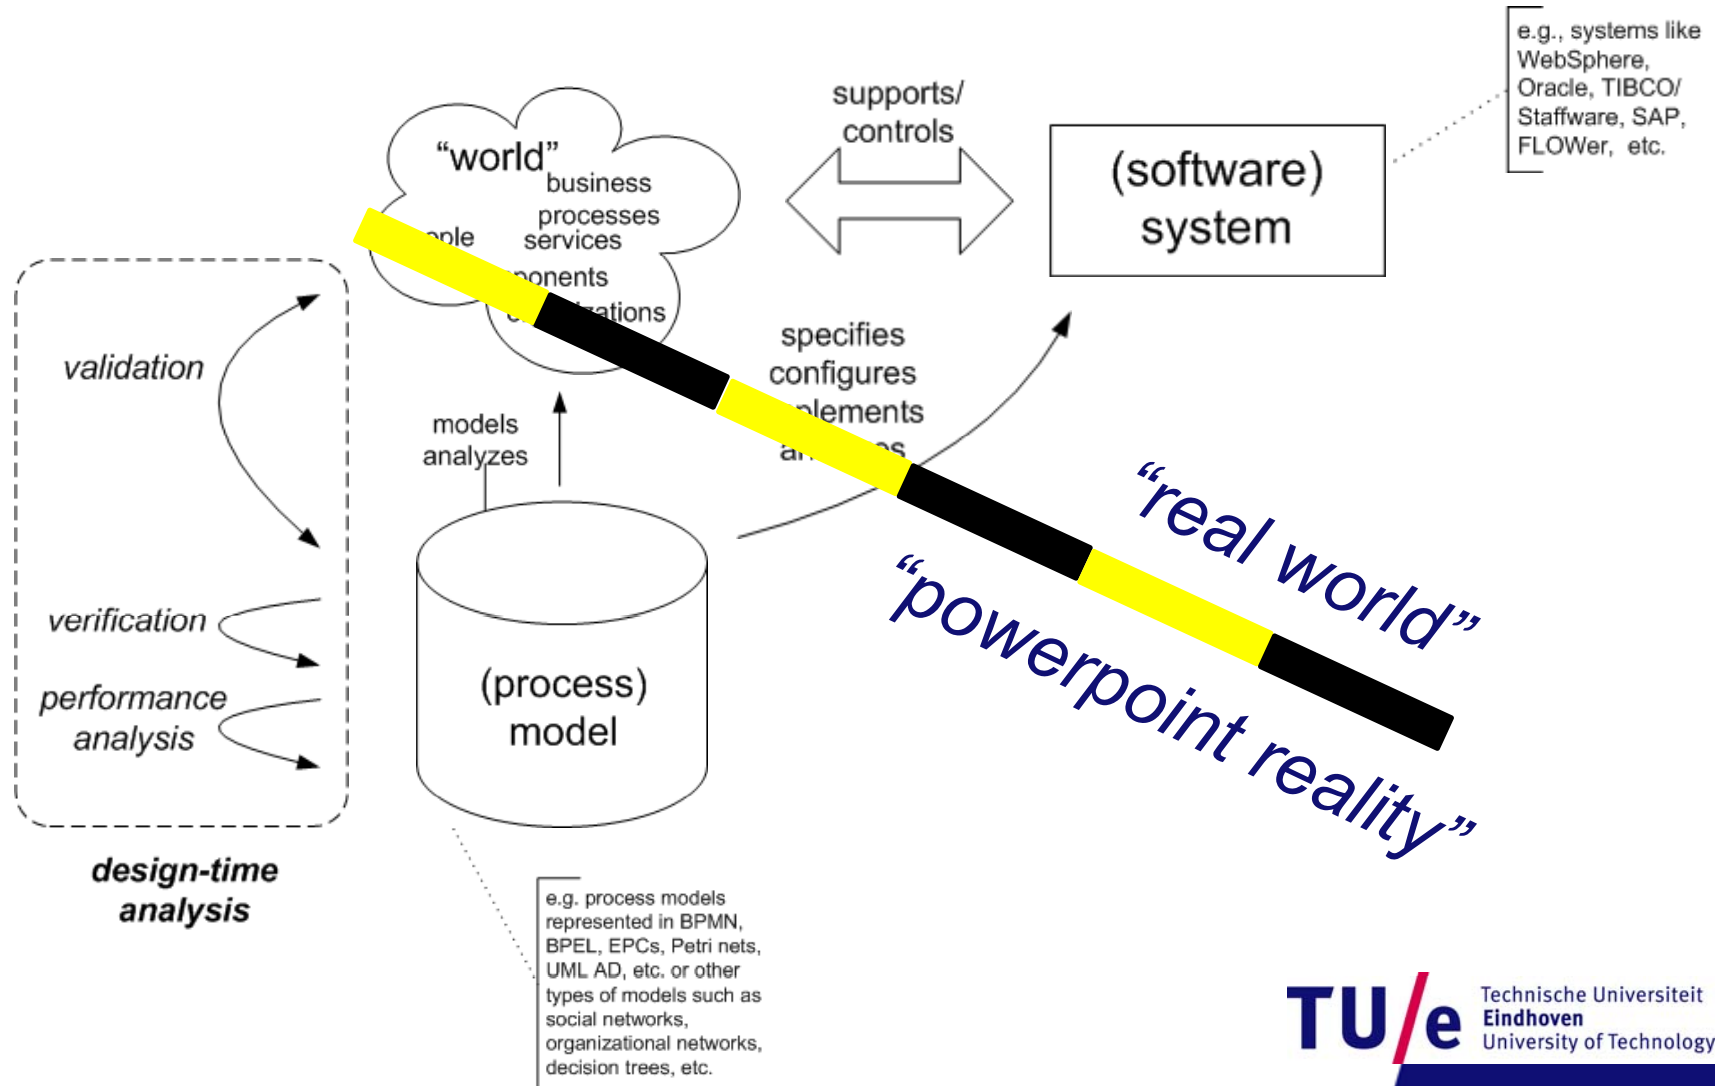 e.g., systems like
WebSphere,
Oracle, TIBCO/
Staffware, SAP,
FLOWer, etc.
supports/
controls
“world”
business
processes
services
(software)
system
specifies
configures
models
analyzes
validation
verification
performance
analysis
design-time
analysis
(process)
model
“real world”
“powerpoint reality”
e.g. process models
represented in BPMN,
BPEL, EPCs, Petri nets,
UML AD, etc. or other
types of models such as
social networks,
organizational networks,
decision trees, etc.
TU/e
Technische Universiteit
Eindhoven
University of Technology